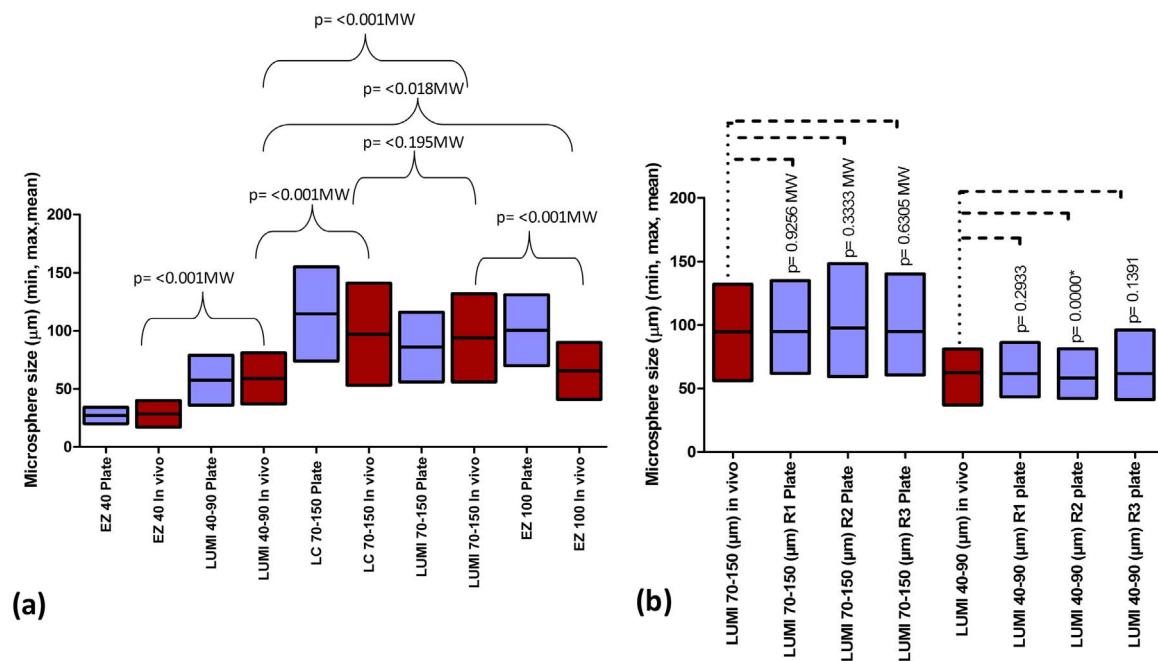 p= <0.001MW
p= <0.018MW
p= <0.195MW
p= <0.001MW
p= <0.001MW
p= <0.001MW
Microsphere size (µm) (min, max,mean)
200
150
100
50
0
EZ 40 Plate
EZ 40 In vivo
LUMI 40-90 Plate
LUMI 40-90 In vivo
LC 70-150 Plate
LC 70-150 In vivo
LUMI 70-150 Plate
LUMI 70-150 In vivo
EZ 100 Plate
EZ 100 In vivo
(a)
Microsphere size (µm) (min, max, mean)
200
150
100
50
0
p= 0.9256 MW
p= 0.3333 MW
p= 0.6305 MW
p= 0.2933
p= 0.0000*
p= 0.1391
LUMI 70-150 (µm) in vivo
LUMI 70-150 (µm) R1 Plate
LUMI 70-150 (µm) R2 Plate
LUMI 70-150 (µm) R3 Plate
LUMI 40-90 (µm) in vivo
LUMI 40-90 (µm) R1 plate
LUMI 40-90 (µm) R2 plate
LUMI 40-90 (µm) R3 plate
(b)